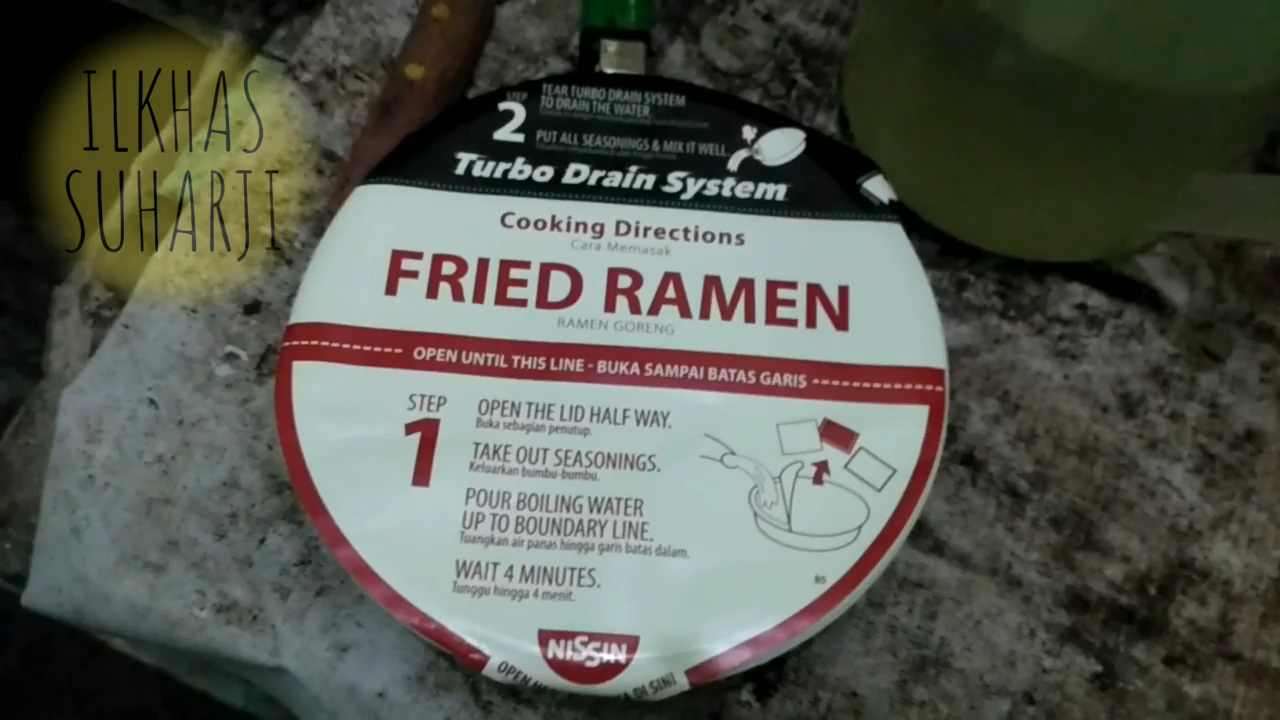 ILKHAS
SUHARJI
STEP
2
TEAR TURBO DRAIN SYSTEM
TO DRAIN THE WATER.
PUT ALL SEASONINGS & MIX IT WELL.
Turbo Drain System
Cooking Directions
Cara Memasak
FRIED RAMEN
RAMEN GORENG
OPEN UNTIL THIS LINE - BUKA SAMPAI BATAS GARIS
STEP
1
OPEN THE LID HALF WAY.
Buka sebagian penutup.
TAKE OUT SEASONINGS.
Keluarkan bumbu-bumbu.
POUR BOILING WATER
UP TO BOUNDARY LINE.
Tuangkan air panas hingga garis batas dalam.
WAIT 4 MINUTES.
Tunggu hingga 4 menit.
NISSIN
OPEN DI SINI